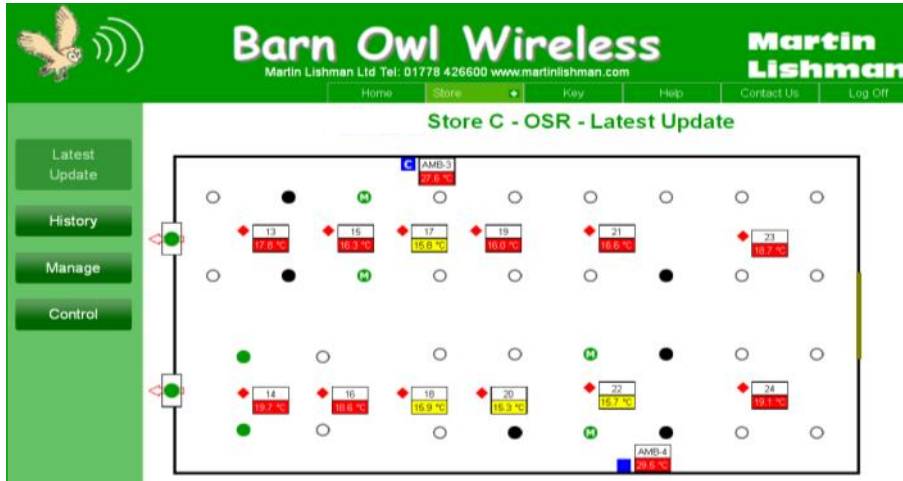 Barn Owl Wireless
Martin Lishman Ltd Tel: 01778 426600 www.martinlishman.com
Martin
Lishman
Home Store + Key Help Contact Us Log Off
Store C - OSR - Latest Update
Latest
Update
History
Manage
Control
C AMB-3
27.6 °C
M
13 15 17 19 21 23
17.8 °C 16.3 °C 15.8 °C 16.0 °C 16.6 °C 18.7 °C
M
M
14 16 18 20 22 24
19.7 °C 18.6 °C 15.9 °C 15.3 °C 15.7 °C 19.1 °C
M
AMB-4
29.6 °C